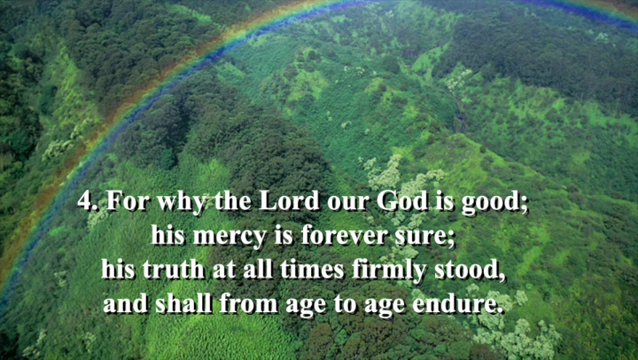 4. For why the Lord our God is good;
his mercy is forever sure;
his truth at all times firmly stood,
and shall from age to age endure.